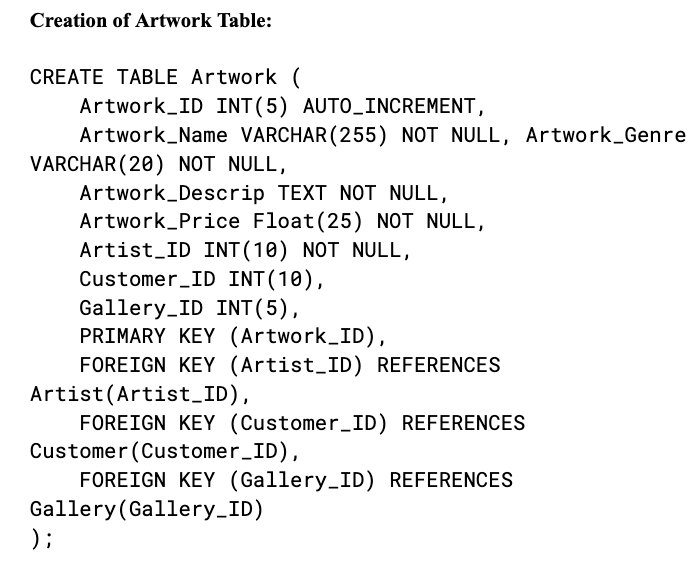 Creation of Artwork Table:
CREATE TABLE Artwork (
Artwork_ID INT(5) AUTO_INCREMENT,
Artwork_Name VARCHAR(255) NOT NULL, Artwork_Genre
VARCHAR(20) NOT NULL,
Artwork_Descrip TEXT NOT NULL,
Artwork_Price Float(25) NOT NULL,
Artist_ID INT(10) NOT NULL,
Customer_ID INT(10),
Gallery_ID INT(5),
PRIMARY KEY (Artwork_ID),
FOREIGN KEY (Artist_ID) REFERENCES
Artist(Artist_ID),
FOREIGN KEY (Customer_ID) REFERENCES
Customer(Customer_ID),
FOREIGN KEY (Gallery_ID) REFERENCES
Gallery(Gallery_ID)
);